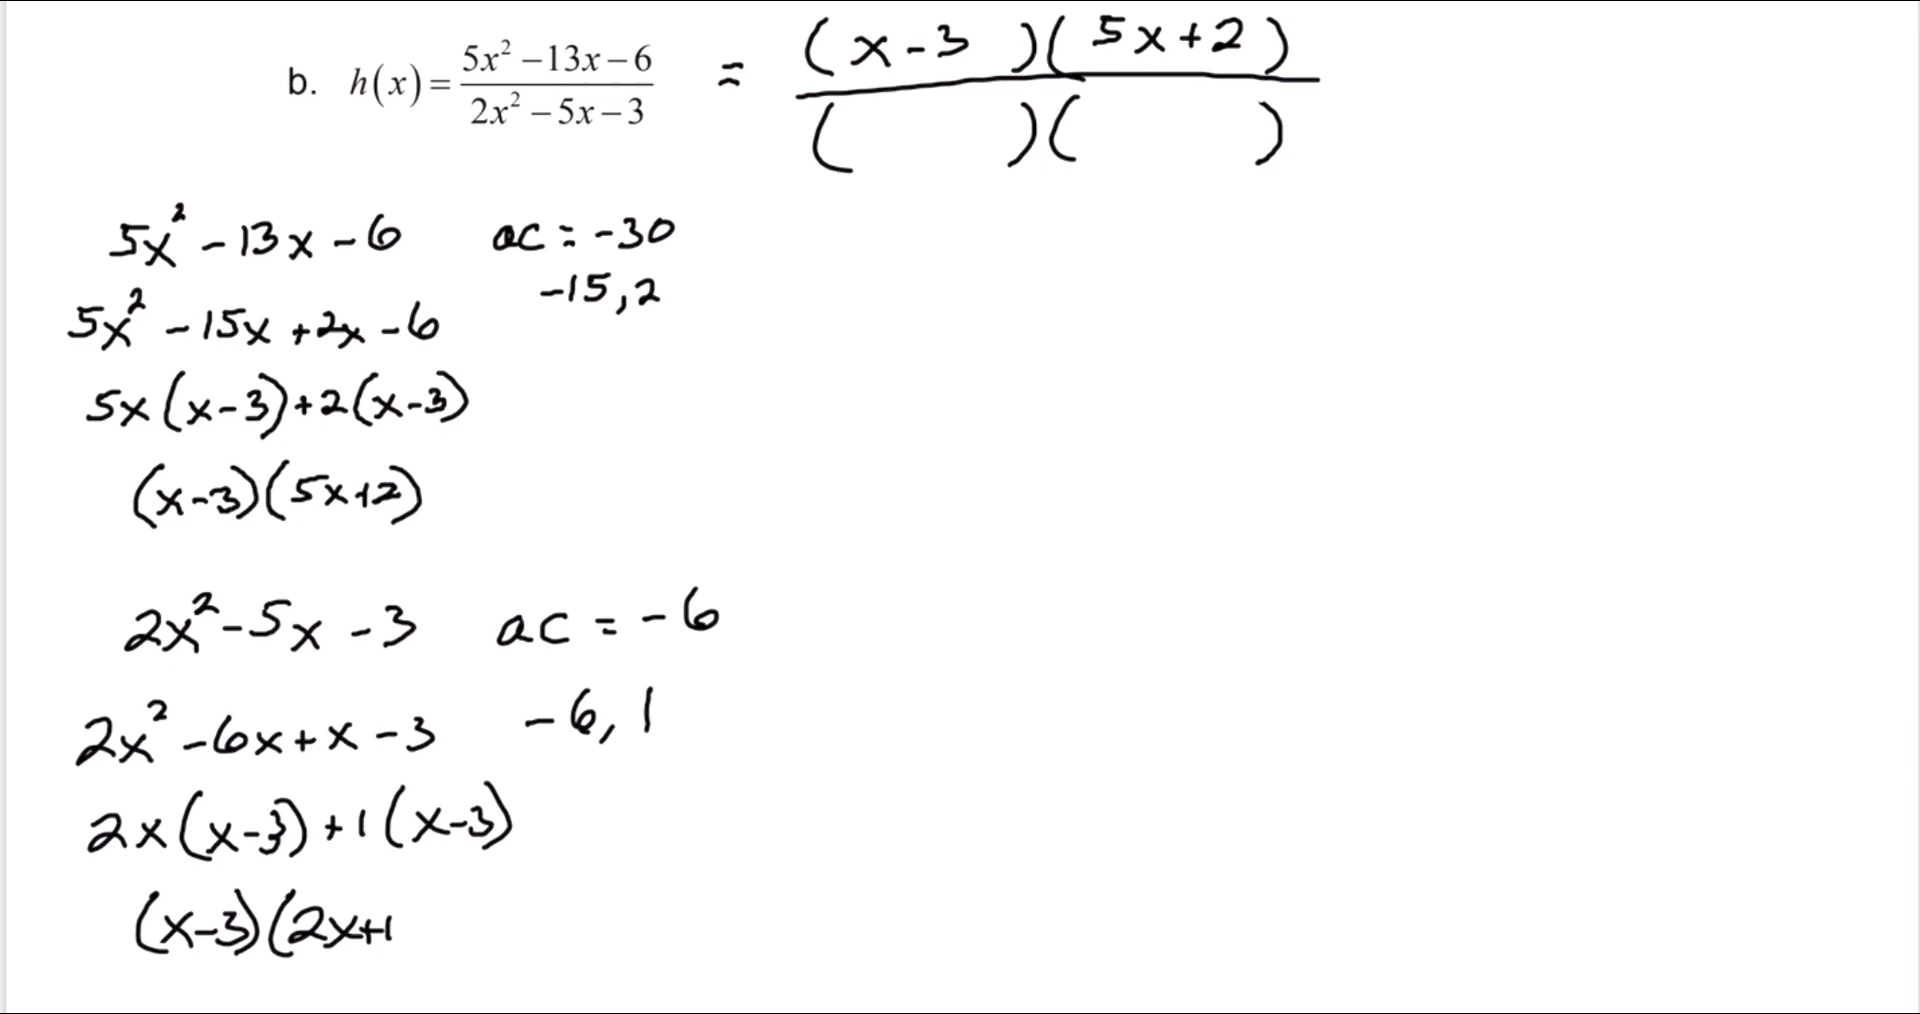 b. h(x) = (5x² − 13x − 6)/(2x² − 5x − 3) = (x-3 )(5x+2)/( )( )
5x² - 13x - 6 ac = -30
-15, 2
5x² - 15x + 2x - 6
5x(x-3)+2(x-3)
(x-3)(5x+2)
2x² - 5x - 3 ac = -6
2x² - 6x + x - 3 -6, 1
2x(x-3)+1(x-3)
(x-3)(2x+1